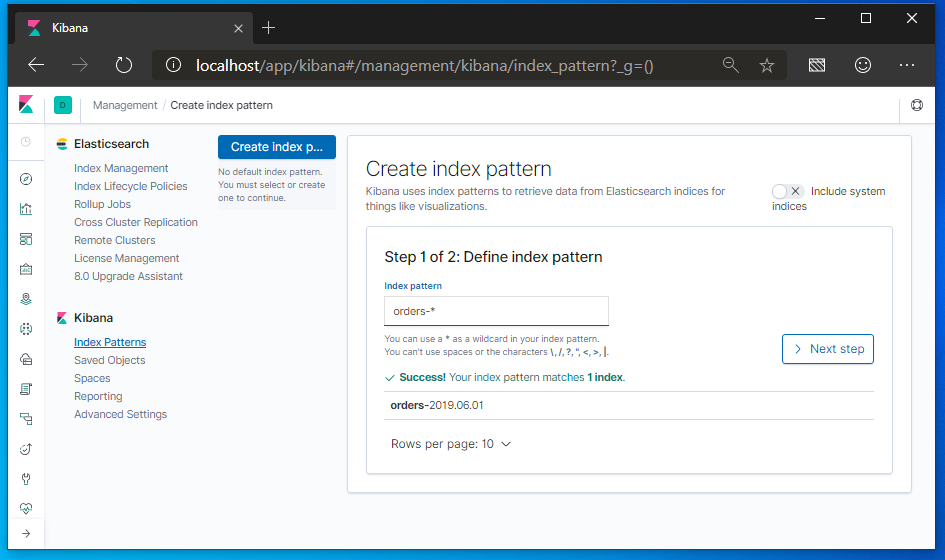 Kibana
localhost/app/kibana#/management/kibana/index_pattern?_g=()
D
Management / Create index pattern
Elasticsearch
Index Management
Index Lifecycle Policies
Rollup Jobs
Cross Cluster Replication
Remote Clusters
License Management
8.0 Upgrade Assistant
Kibana
Index Patterns
Saved Objects
Spaces
Reporting
Advanced Settings
Create index p...
No default index pattern.
You must select or create
one to continue.
Create index pattern
Kibana uses index patterns to retrieve data from Elasticsearch indices for
things like visualizations.
Include system
indices
Step 1 of 2: Define index pattern
Index pattern
orders-*
You can use a * as a wildcard in your index pattern.
You can't use spaces or the characters \, /, ?, ", <, >, |.
Next step
Success! Your index pattern matches 1 index.
orders-2019.06.01
Rows per page: 10